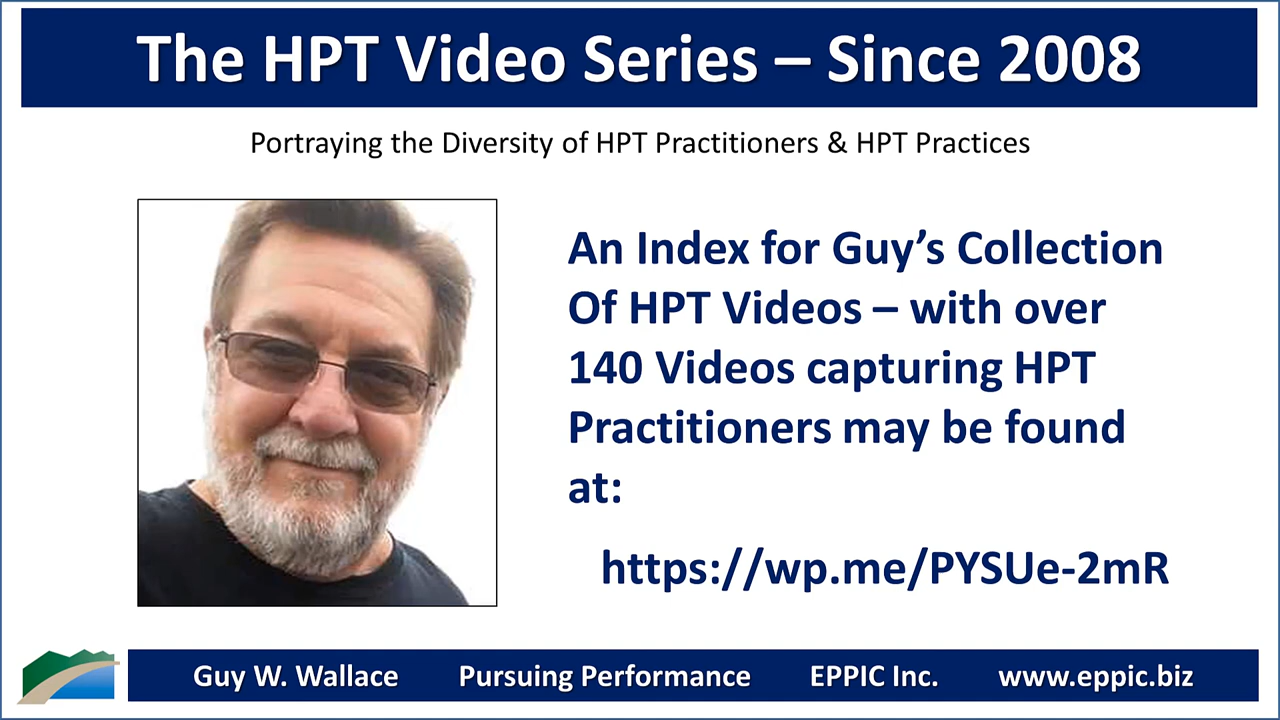 The HPT Video Series – Since 2008
Portraying the Diversity of HPT Practitioners & HPT Practices
An Index for Guy’s Collection
Of HPT Videos – with over
140 Videos capturing HPT
Practitioners may be found
at:
https://wp.me/PYSUe-2mR
Guy W. Wallace Pursuing Performance EPPIC Inc. www.eppic.biz